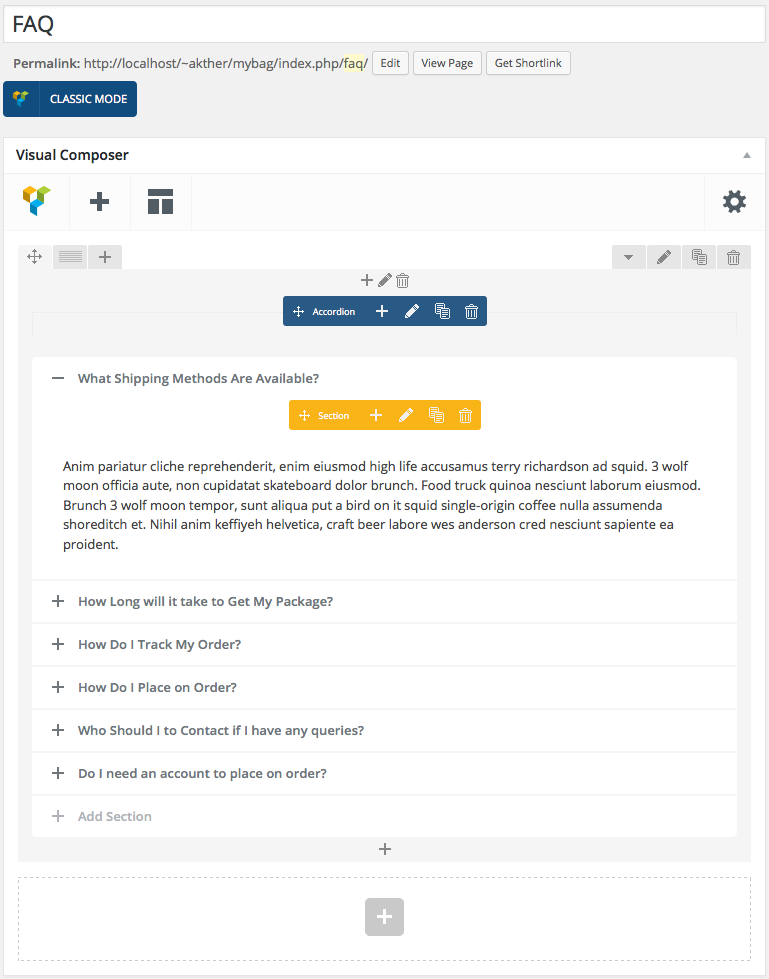 FAQ
Permalink: http://localhost/~akther/mybag/index.php/faq/ Edit View Page Get Shortlink
CLASSIC MODE
Visual Composer
Accordion
What Shipping Methods Are Available?
Section
Anim pariatur cliche reprehenderit, enim eiusmod high life accusamus terry richardson ad squid. 3 wolf
moon officia aute, non cupidatat skateboard dolor brunch. Food truck quinoa nesciunt laborum eiusmod.
Brunch 3 wolf moon tempor, sunt aliqua put a bird on it squid single-origin coffee nulla assumenda
shoreditch et. Nihil anim keffiyeh helvetica, craft beer labore wes anderson cred nesciunt sapiente ea
proident.
How Long will it take to Get My Package?
How Do I Track My Order?
How Do I Place on Order?
Who Should I to Contact if I have any queries?
Do I need an account to place on order?
Add Section